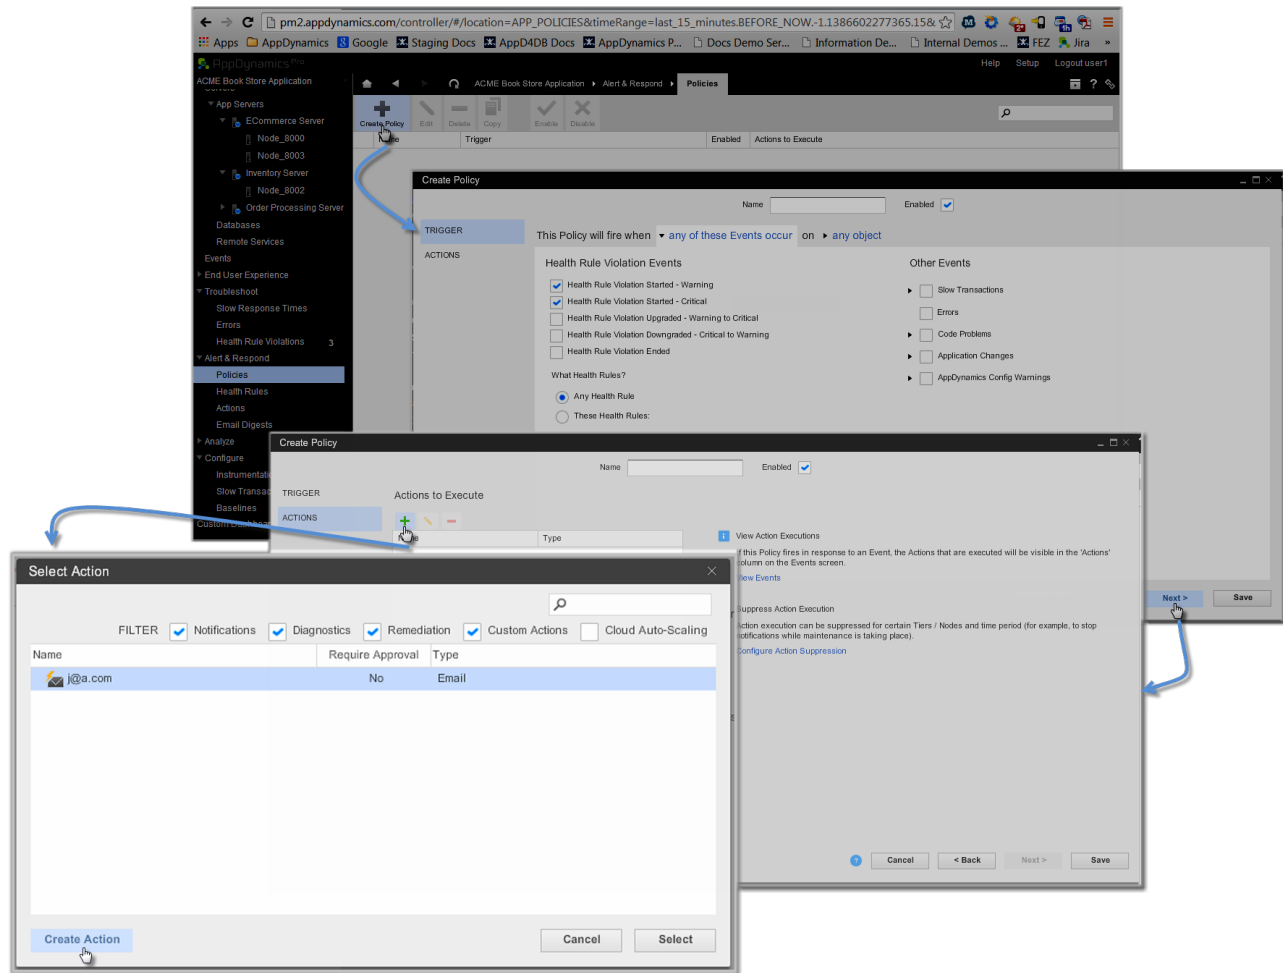 pm2.appdynamics.com/controller/#/location=APP_POLICIES&timeRange=last_15_minutes.BEFORE_NOW.-1.1386602277365.15&
Apps AppDynamics Google Staging Docs AppD4DB Docs AppDynamics P... Docs Demo Ser... Information De... Internal Demos ... FEZ Jira »
AppDynamics Pro Help Setup Logout user1
ACME Book Store Application
ACME Book Store Application Alert & Respond Policies
Servers
App Servers
ECommerce Server
Node_8000
Node_8003
Inventory Server
Node_8002
Order Processing Server
Databases
Remote Services
Events
End User Experience
Troubleshoot
Slow Response Times
Errors
Health Rule Violations 3
Alert & Respond
Policies
Health Rules
Actions
Email Digests
Analyze
Configure
Slow
Baselines
Create Policy Edit Delete Copy Enable Disable
Name Trigger Enabled Actions to Execute
Create Policy
Name Enabled
TRIGGER
ACTIONS
This Policy will fire when any of these Events occur on any object
Health Rule Violation Events
Health Rule Violation Started - Warning
Health Rule Violation Started - Critical
Health Rule Violation Upgraded - Warning to Critical
Health Rule Violation Downgraded - Critical to Warning
Health Rule Violation Ended
What Health Rules?
Any Health Rule
These Health Rules:
Other Events
Slow Transactions
Errors
Code Problems
Application Changes
AppDynamics Config Warnings
Next > Save
Create Policy
Name Enabled
TRIGGER
ACTIONS
Actions to Execute
Name Type
View Action Executions
If this Policy fires in response to an Event, the Actions that are executed will be visible in the 'Actions'
column on the Events screen.
View Events
Suppress Action Execution
Action execution can be suppressed for certain Tiers / Nodes and time period (for example, to stop
notifications while maintenance is taking place).
Configure Action Suppression
Cancel < Back Next > Save
Select Action
FILTER Notifications Diagnostics Remediation Custom Actions Cloud Auto-Scaling
Name Require Approval Type
j@a.com No Email
Create Action Cancel Select